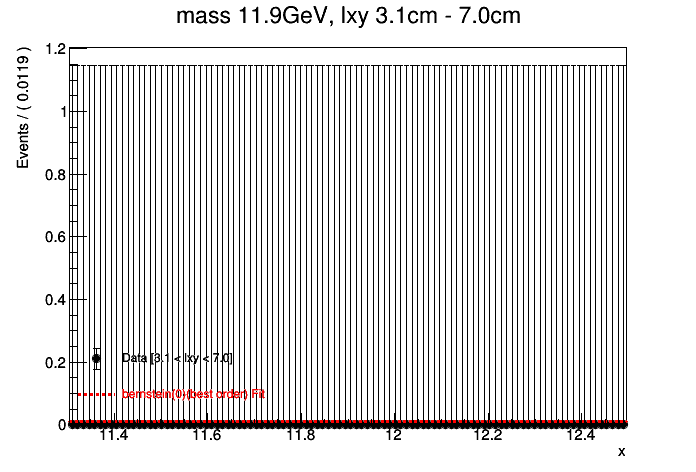 mass 11.9GeV, lxy 3.1cm - 7.0cm
Events / ( 0.0119 )
1.2
1
0.8
0.6
0.4
0.2
0
Data [3.1 < lxy < 7.0]
bernstein[0](best order) Fit
11.4 11.6 11.8 12 12.2 12.4
x